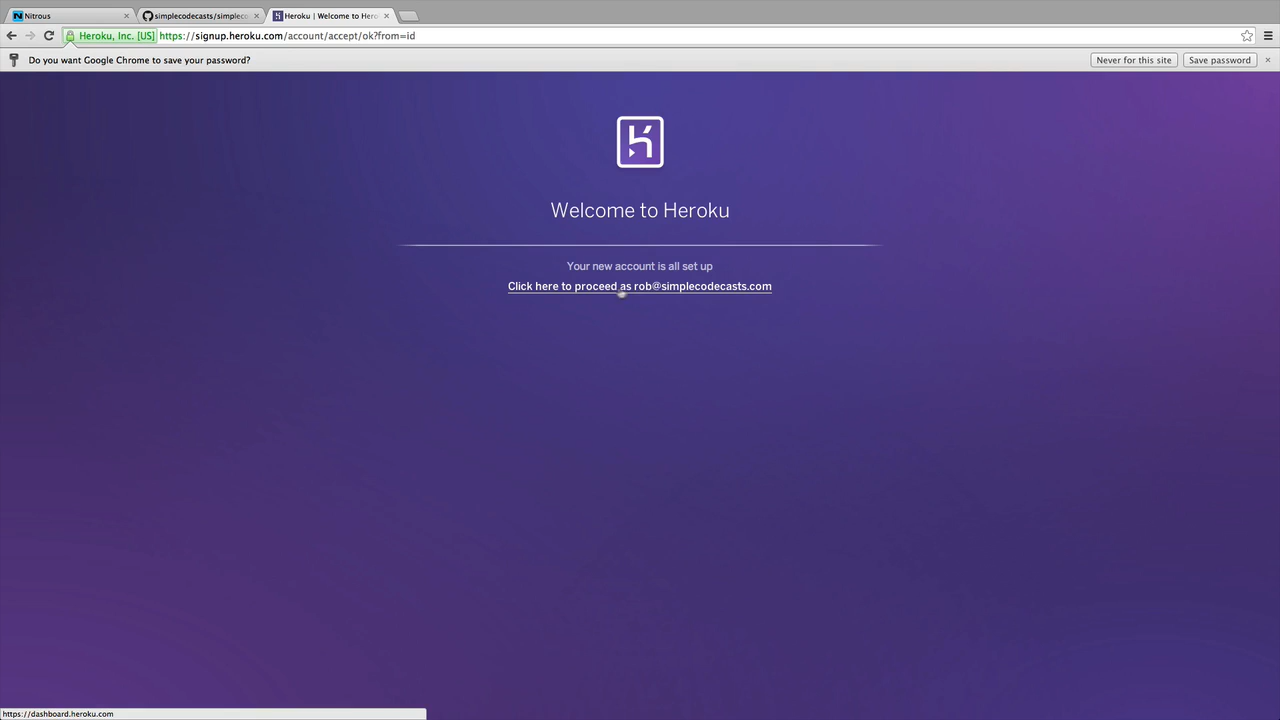 Nitrous
simplecodecasts/simpleco
Heroku | Welcome to Hero
Heroku, Inc. [US]
https://signup.heroku.com/account/accept/ok?from=id
Do you want Google Chrome to save your password?
Never for this site
Save password
Welcome to Heroku
Your new account is all set up
Click here to proceed as rob@simplecodecasts.com
https://dashboard.heroku.com